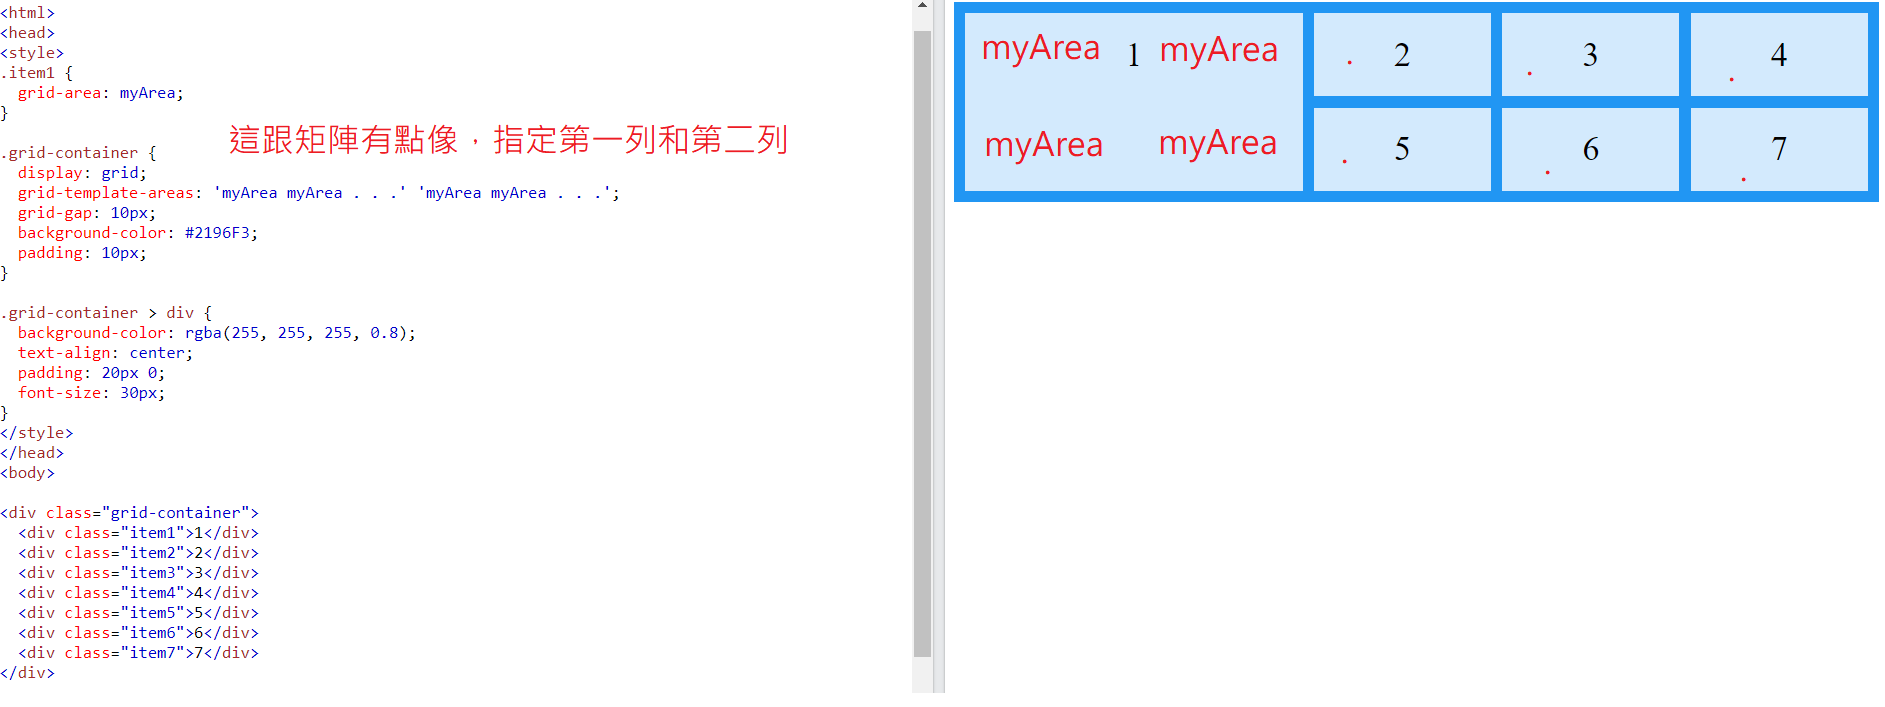 <html>
<head>
<style>
.item1 {
  grid-area: myArea;
}
這跟矩陣有點像，指定第一列和第二列
.grid-container {
  display: grid;
  grid-template-areas: 'myArea myArea . . .' 'myArea myArea . . .';
  grid-gap: 10px;
  background-color: #2196F3;
  padding: 10px;
}
.grid-container > div {
  background-color: rgba(255, 255, 255, 0.8);
  text-align: center;
  padding: 20px 0;
  font-size: 30px;
}
</style>
</head>
<body>
<div class="grid-container">
  <div class="item1">1</div>
  <div class="item2">2</div>
  <div class="item3">3</div>
  <div class="item4">4</div>
  <div class="item5">5</div>
  <div class="item6">6</div>
  <div class="item7">7</div>
</div>
myArea 1 myArea . 2 . 3 . 4
myArea myArea . 5 . 6 . 7